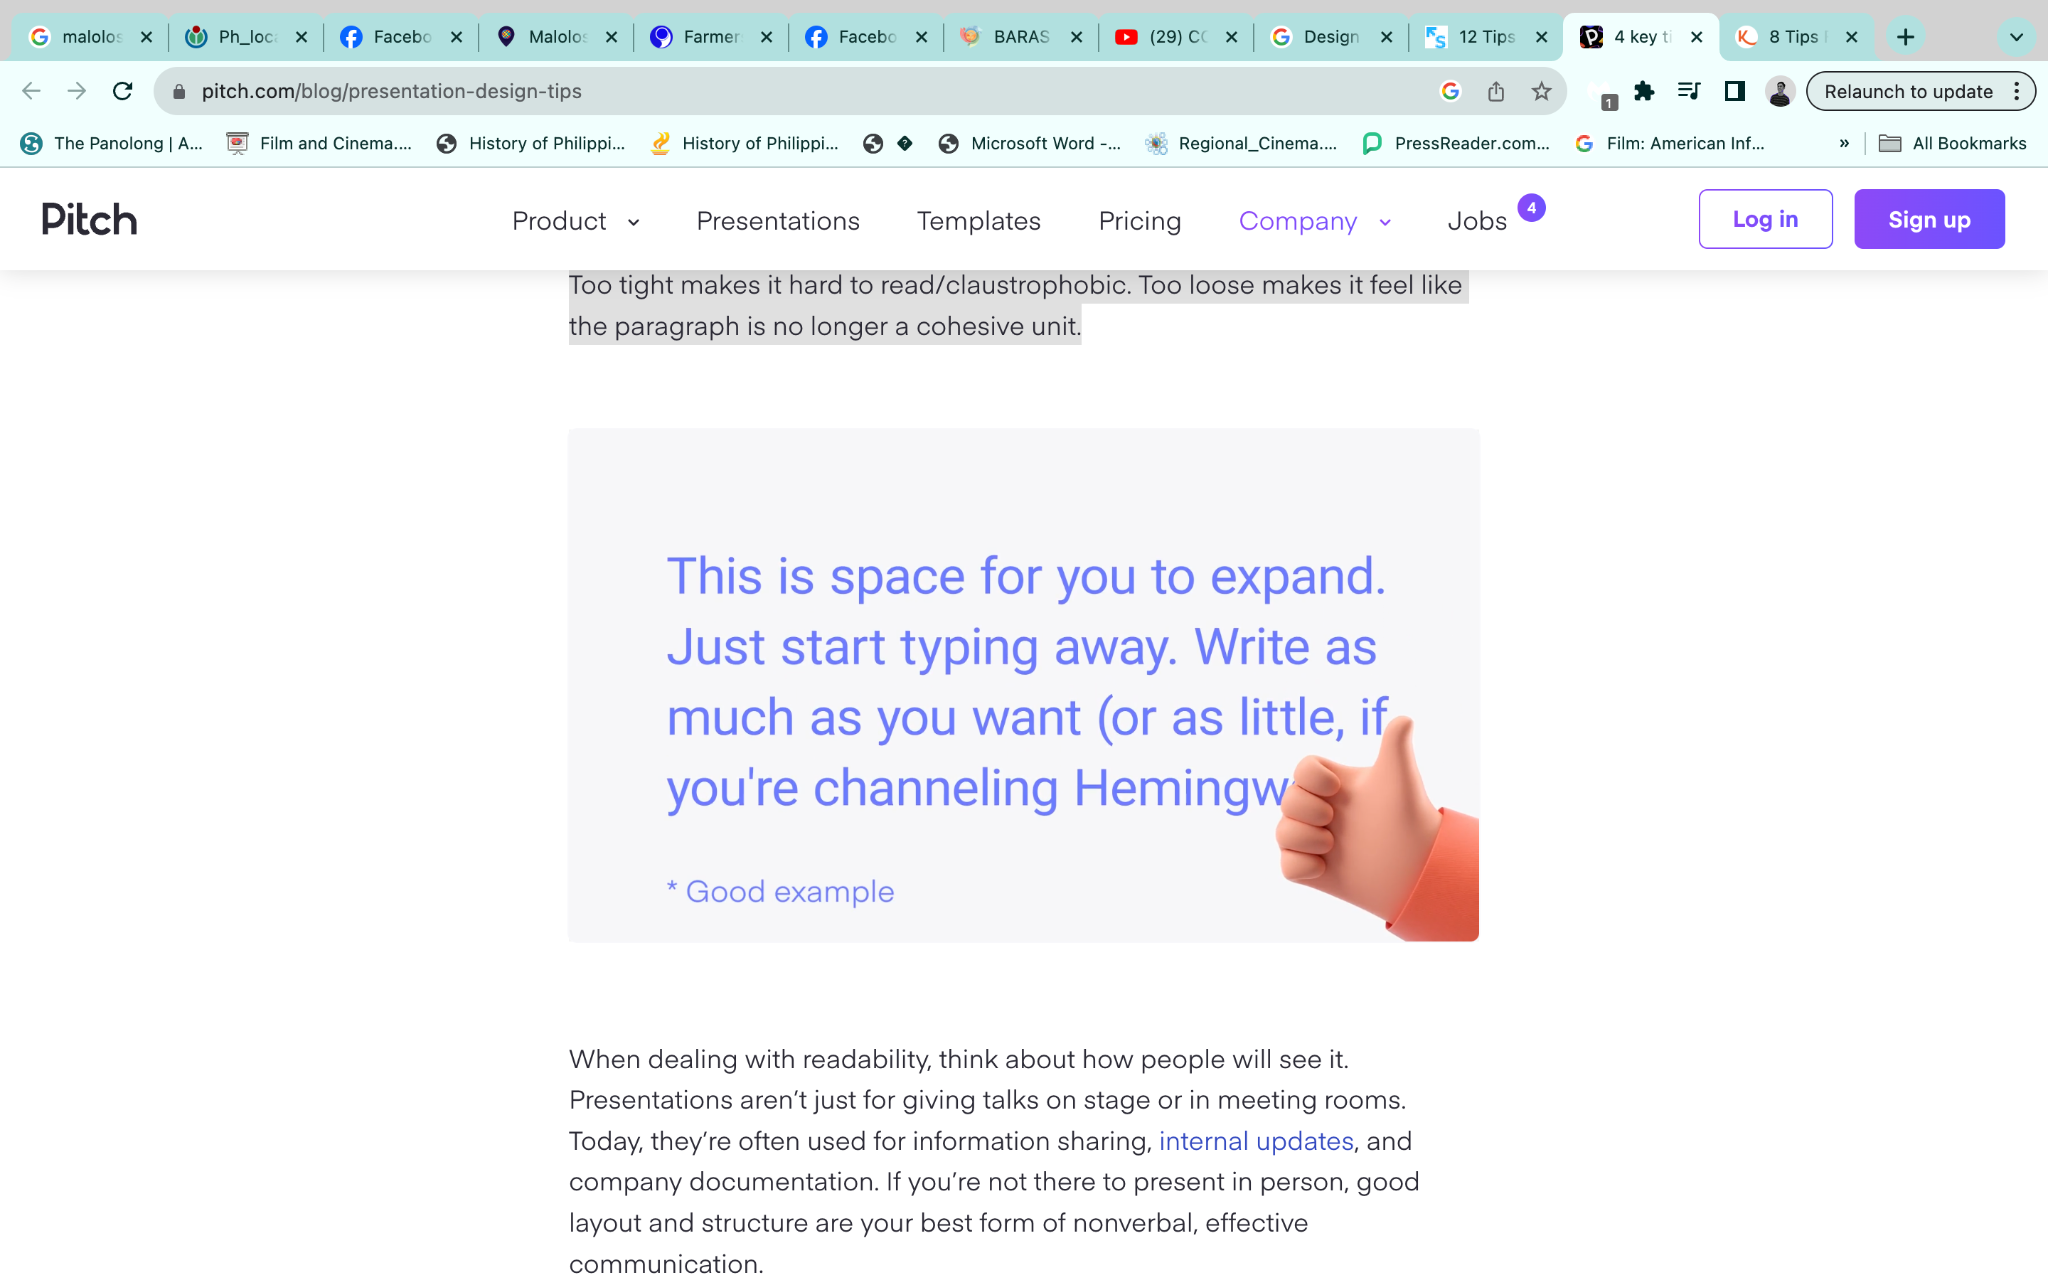 malolos
Ph_loc
Facebo
Malolos
Farmer
Facebo
BARAS
(29) CO
Design
12 Tips
4 key ti
8 Tips
pitch.com/blog/presentation-design-tips
1
Relaunch to update
The Panolong | A...
Film and Cinema....
History of Philippi...
History of Philippi...
Microsoft Word -...
Regional_Cinema....
PressReader.com...
Film: American Inf...
»
All Bookmarks
Pitch
Product
Presentations
Templates
Pricing
Company
Jobs
4
Log in
Sign up
Too tight makes it hard to read/claustrophobic. Too loose makes it feel like
the paragraph is no longer a cohesive unit.
This is space for you to expand.
Just start typing away. Write as
much as you want (or as little, if
you're channeling Hemingw
* Good example
When dealing with readability, think about how people will see it.
Presentations aren’t just for giving talks on stage or in meeting rooms.
Today, they’re often used for information sharing, internal updates, and
company documentation. If you’re not there to present in person, good
layout and structure are your best form of nonverbal, effective
communication.